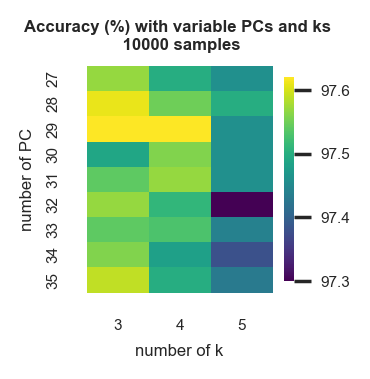 Accuracy (%) with variable PCs and ks
10000 samples
number of PC
27
28
29
30
31
32
33
34
35
3 4 5
number of k
97.6
97.5
97.4
97.3